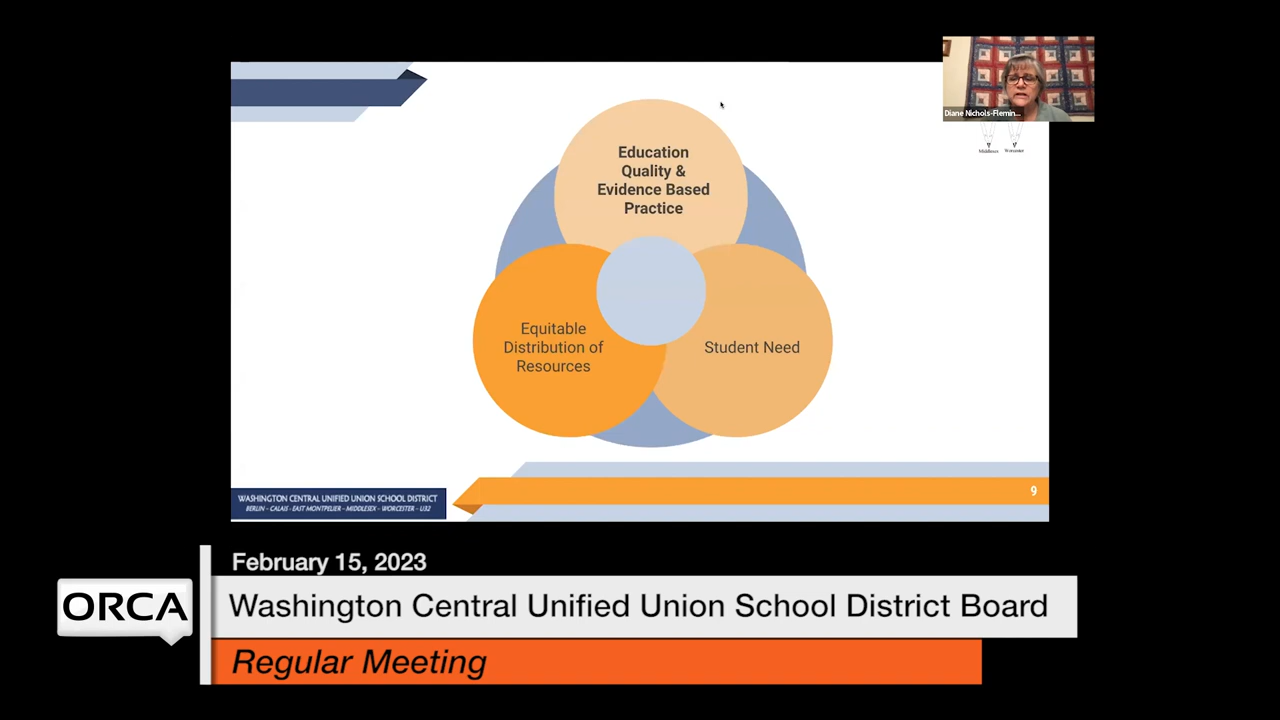 Diane Nichols-Flemin...
Middlesex Worcester
Education
Quality &
Evidence Based
Practice
Equitable
Distribution of
Resources
Student Need
9
WASHINGTON CENTRAL UNIFIED UNION SCHOOL DISTRICT
BERLIN - CALAIS - EAST MONTPELIER - MIDDLESEX - WORCESTER - U32
February 15, 2023
ORCA
Washington Central Unified Union School District Board
Regular Meeting